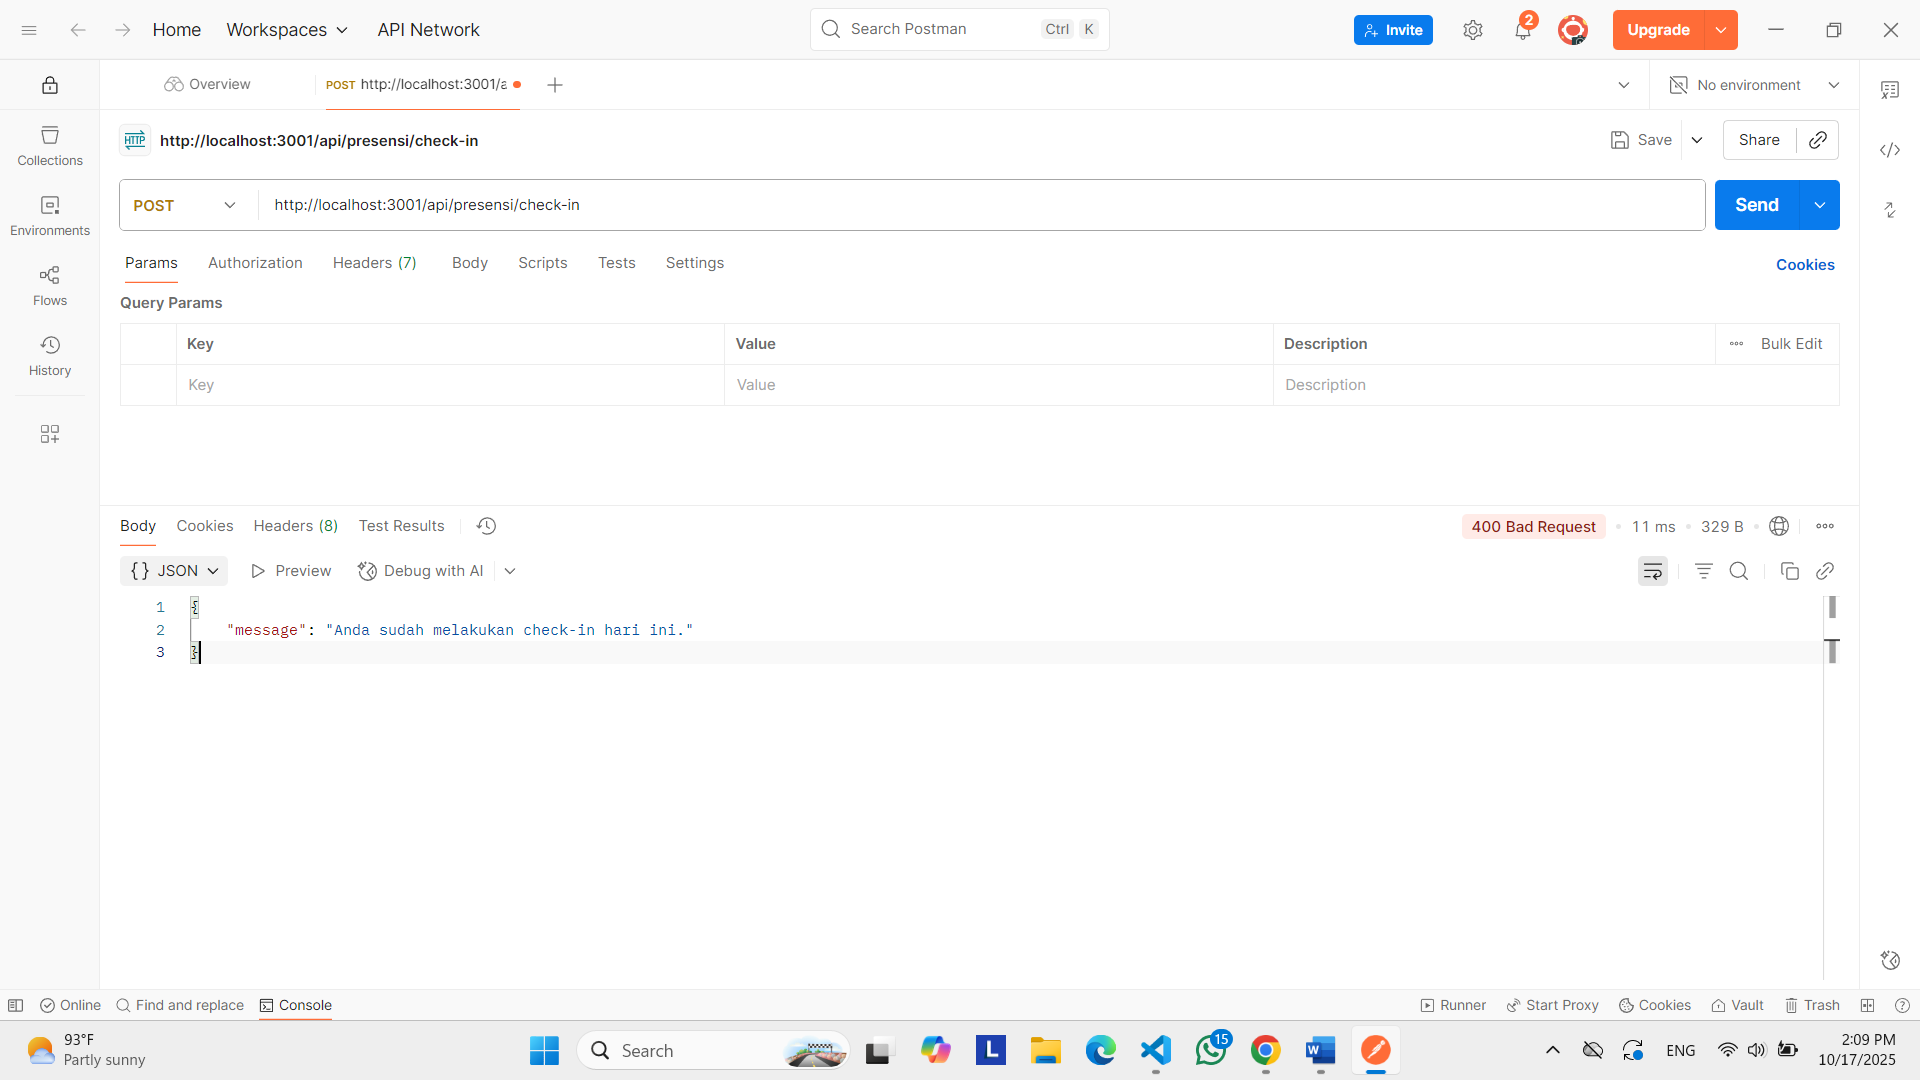 Home Workspaces API Network Search Postman Ctrl K Invite 2 Upgrade
Overview POST http://localhost:3001/a No environment
HTTP http://localhost:3001/api/presensi/check-in Save Share
Collections
POST http://localhost:3001/api/presensi/check-in Send
Environments
Params Authorization Headers (7) Body Scripts Tests Settings Cookies
Flows
Query Params
Key Value Description Bulk Edit
History
Key Value Description
Body Cookies Headers (8) Test Results 400 Bad Request 11 ms 329 B
{} JSON Preview Debug with AI
1 {
2 "message": "Anda sudah melakukan check-in hari ini."
3 }
Online Find and replace Console Runner Start Proxy Cookies Vault Trash
93°F
Partly sunny
Search L 15 W ENG
2:09 PM
10/17/2025